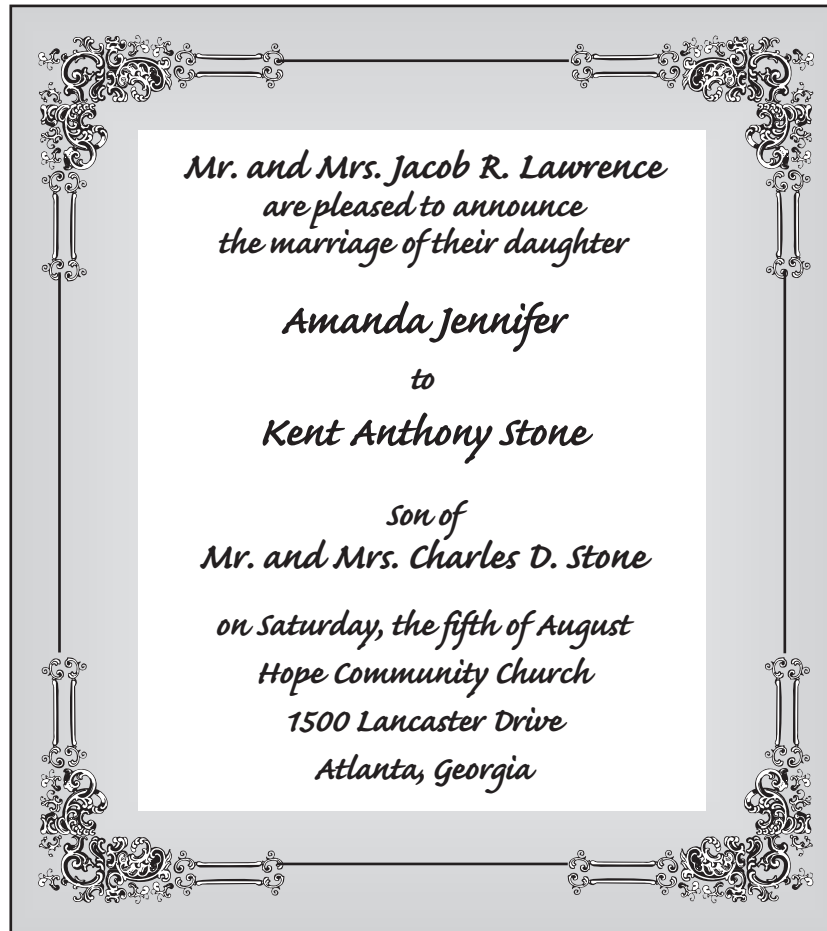 Mr. and Mrs. Jacob R. Lawrence
are pleased to announce
the marriage of their daughter
Amanda Jennifer
to
Kent Anthony Stone
son of
Mr. and Mrs. Charles D. Stone
on Saturday, the fifth of August
Hope Community Church
1500 Lancaster Drive
Atlanta, Georgia